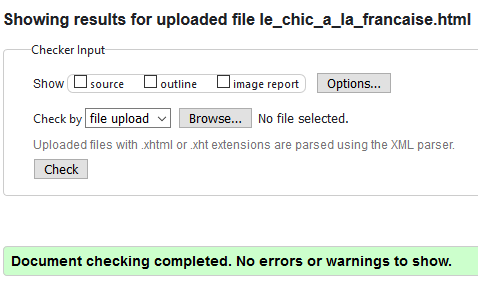 Showing results for uploaded file le_chic_a_la_francaise.html
Checker Input
Show source outline image report Options...
Check by file upload Browse... No file selected.
Uploaded files with .xhtml or .xht extensions are parsed using the XML parser.
Check
Document checking completed. No errors or warnings to show.